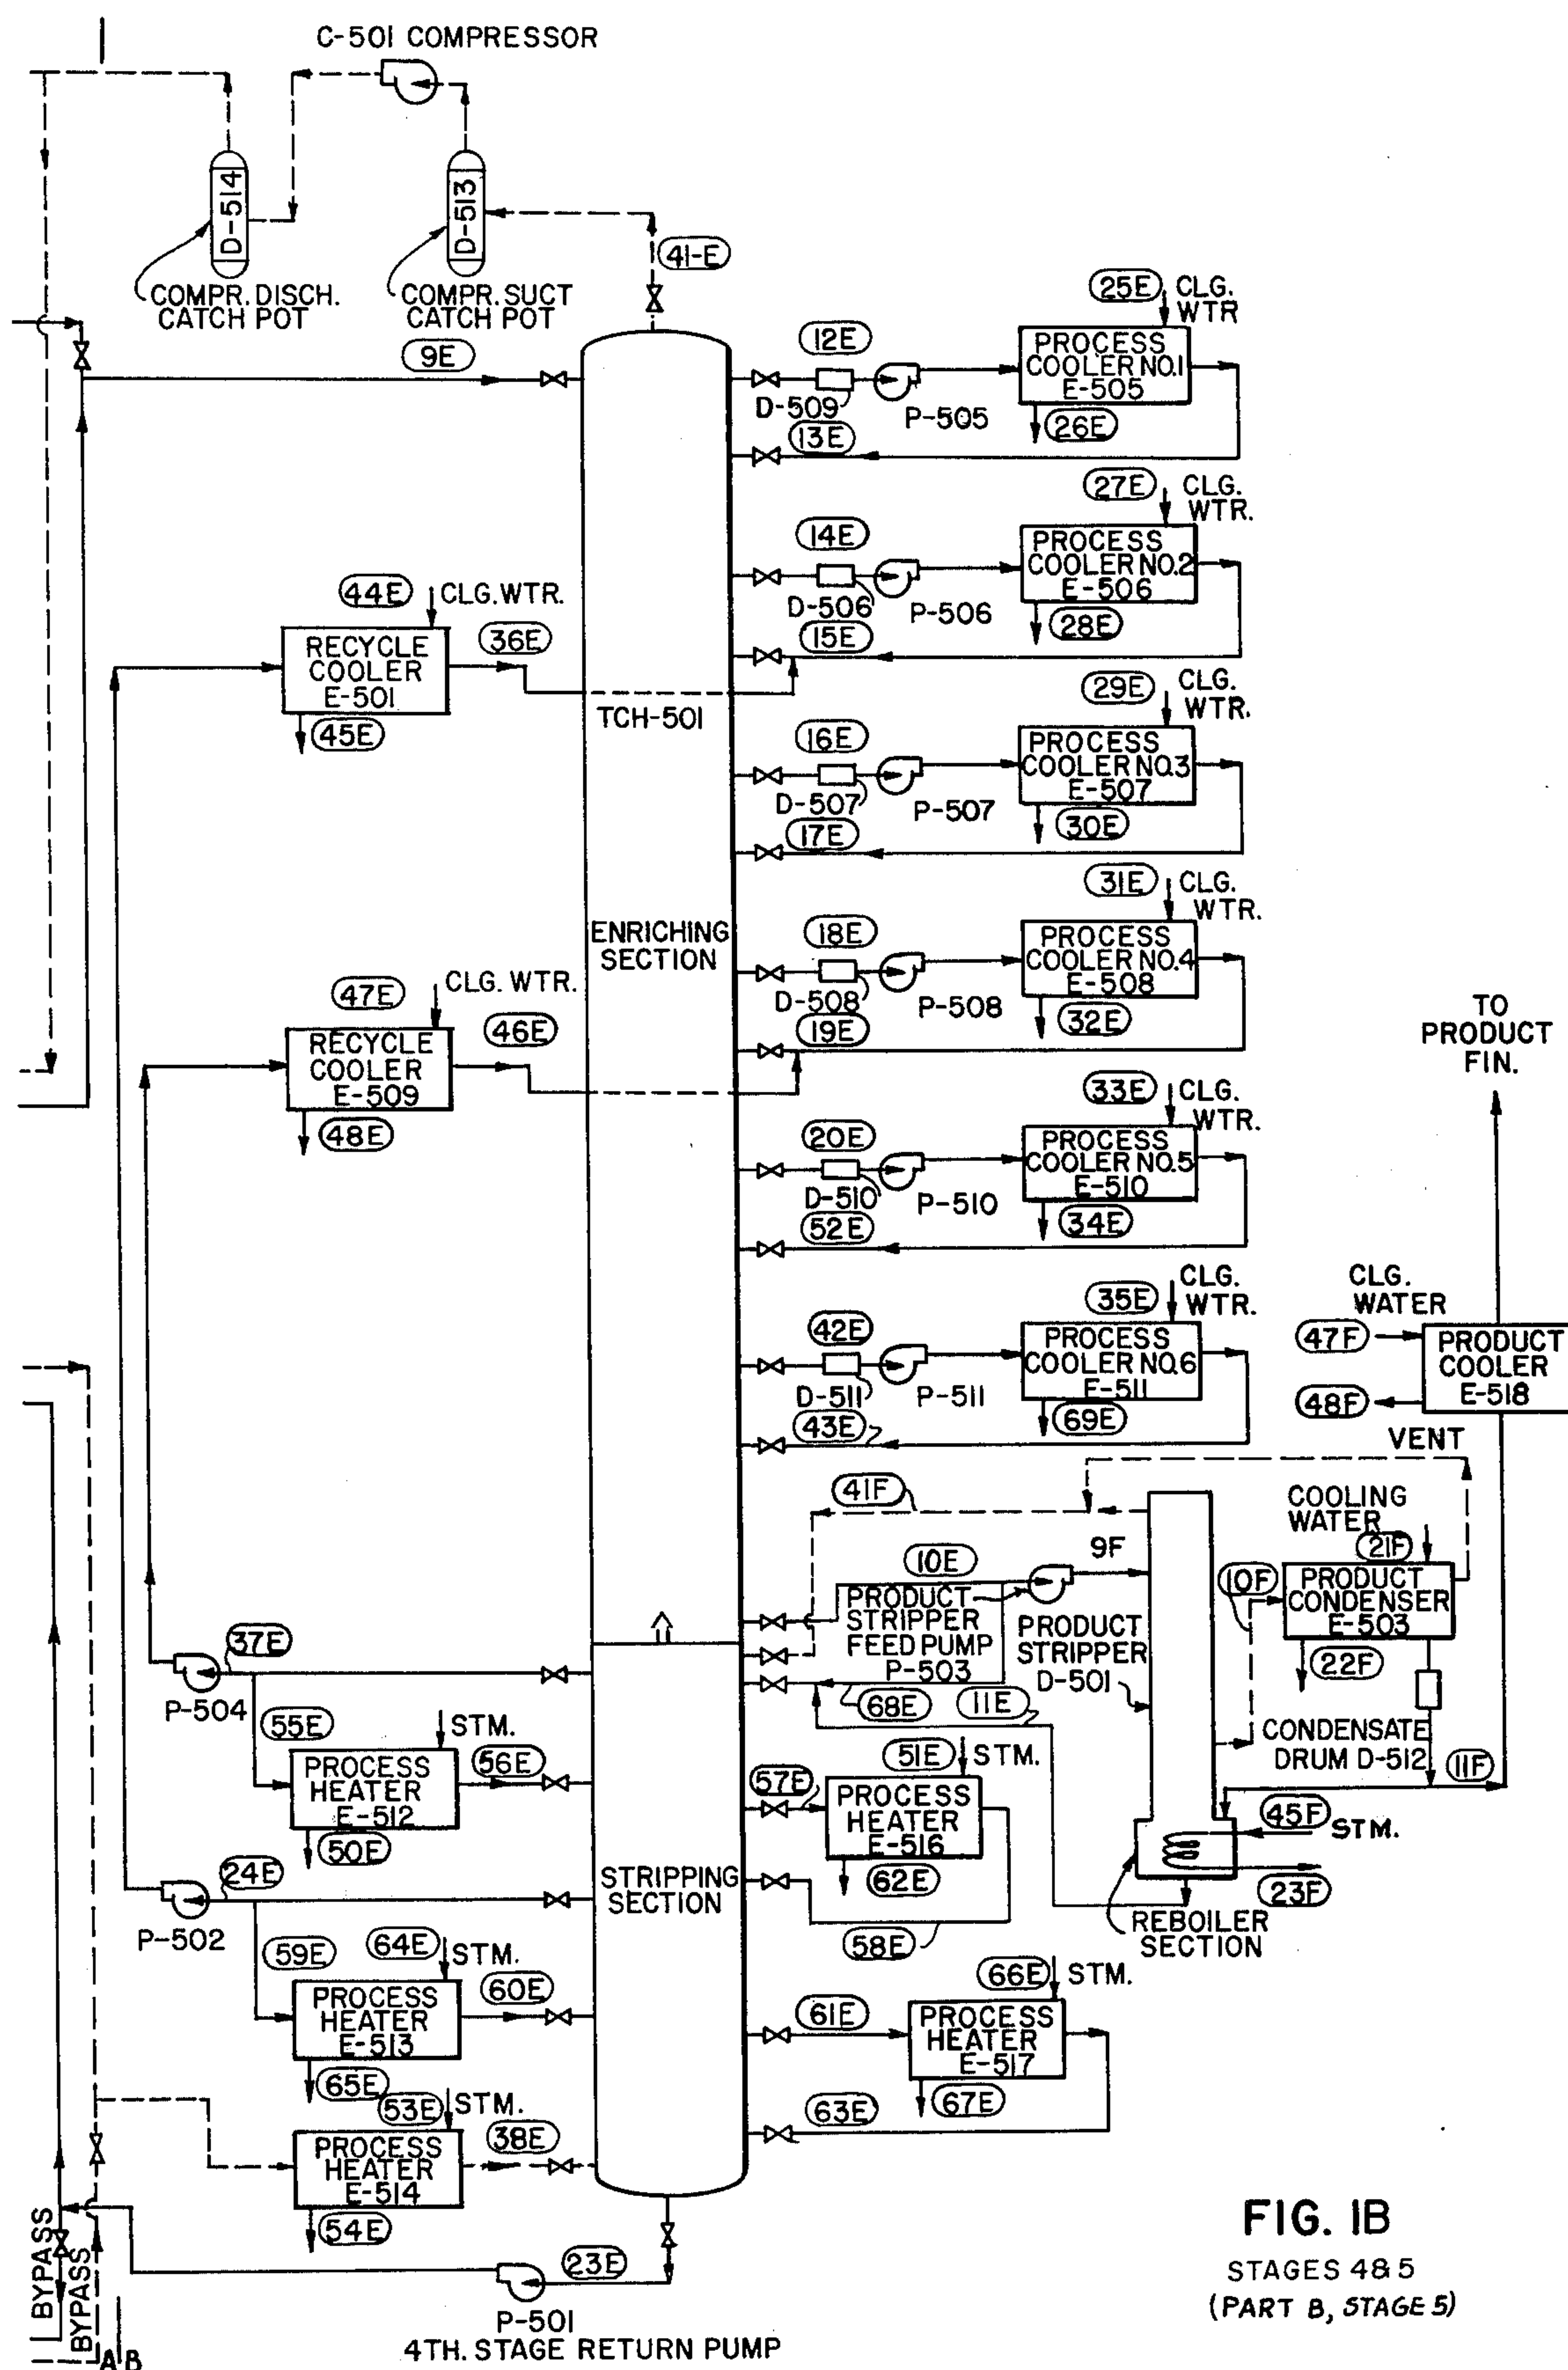 C-501 COMPRESSOR
D-514
D-513
41-E
COMPR. DISCH.
CATCH POT
COMPR. SUCT
CATCH POT
9E
12E
25E
CLG.
WTR
PROCESS
COOLER NO.1
E-505
D-509
P-505
26E
13E
27E
CLG.
WTR.
14E
PROCESS
COOLER NO.2
E-506
D-506
P-506
28E
15E
44E
CLG. WTR.
36E
RECYCLE
COOLER
E-501
45E
TCH-501
29E
CLG.
WTR.
16E
PROCESS
COOLER NO.3
E-507
D-507
P-507
30E
17E
31E
CLG.
WTR.
ENRICHING
SECTION
18E
PROCESS
COOLER NO.4
E-508
D-508
P-508
32E
19E
47E
CLG. WTR.
46E
RECYCLE
COOLER
E-509
48E
TO
PRODUCT
FIN.
33E
CLG.
WTR.
20E
PROCESS
COOLER NO.5
E-510
D-510
P-510
34E
52E
35E
CLG.
WTR.
42E
PROCESS
COOLER NO.6
E-511
D-511
P-511
69E
43E
CLG.
WATER
47F
PRODUCT
COOLER
E-518
48F
VENT
41F
COOLING
WATER
21F
10E
9F
10F
PRODUCT
CONDENSER
E-503
PRODUCT
STRIPPER
FEED PUMP
P-503
PRODUCT
STRIPPER
D-501
22F
68E
11E
CONDENSATE
DRUM D-512
11F
37E
P-504
55E
STM.
PROCESS
HEATER
E-512
56E
50E
51E
STM.
57E
PROCESS
HEATER
E-516
62E
58E
45F
STM.
23F
REBOILER
SECTION
24E
P-502
STRIPPING
SECTION
59E
64E
STM.
PROCESS
HEATER
E-513
60E
65E
66E
STM.
61E
PROCESS
HEATER
E-517
67E
63E
53E
STM.
38E
PROCESS
HEATER
E-514
54E
BYPASS
BYPASS
A B
23E
P-501
4TH. STAGE RETURN PUMP
FIG. 1B
STAGES 4&5
(PART B, STAGE 5)